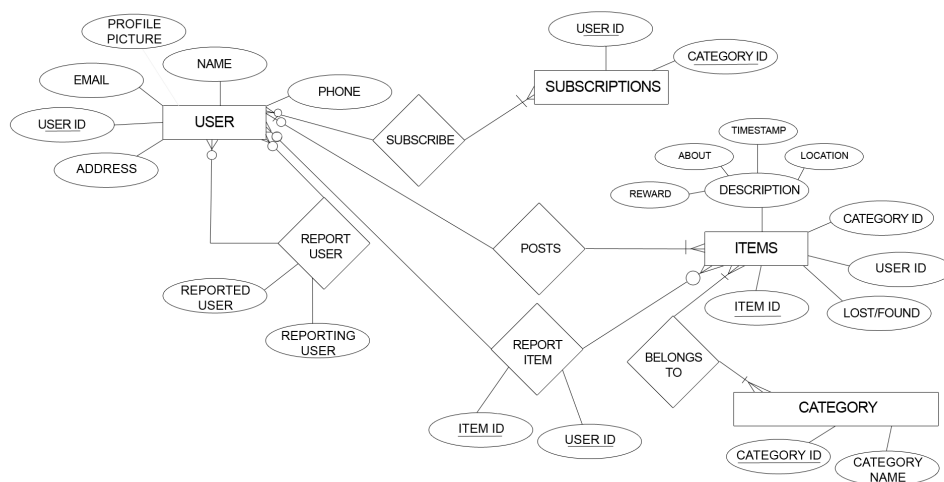 PROFILE
PICTURE
NAME
EMAIL
PHONE
USER ID
USER
ADDRESS
SUBSCRIBE
USER ID
CATEGORY ID
SUBSCRIPTIONS
TIMESTAMP
ABOUT
LOCATION
REWARD
DESCRIPTION
CATEGORY ID
ITEMS
USER ID
ITEM ID
LOST/FOUND
POSTS
REPORT
USER
REPORTED
USER
REPORTING
USER
REPORT
ITEM
ITEM ID
USER ID
BELONGS
TO
CATEGORY
CATEGORY ID
CATEGORY
NAME